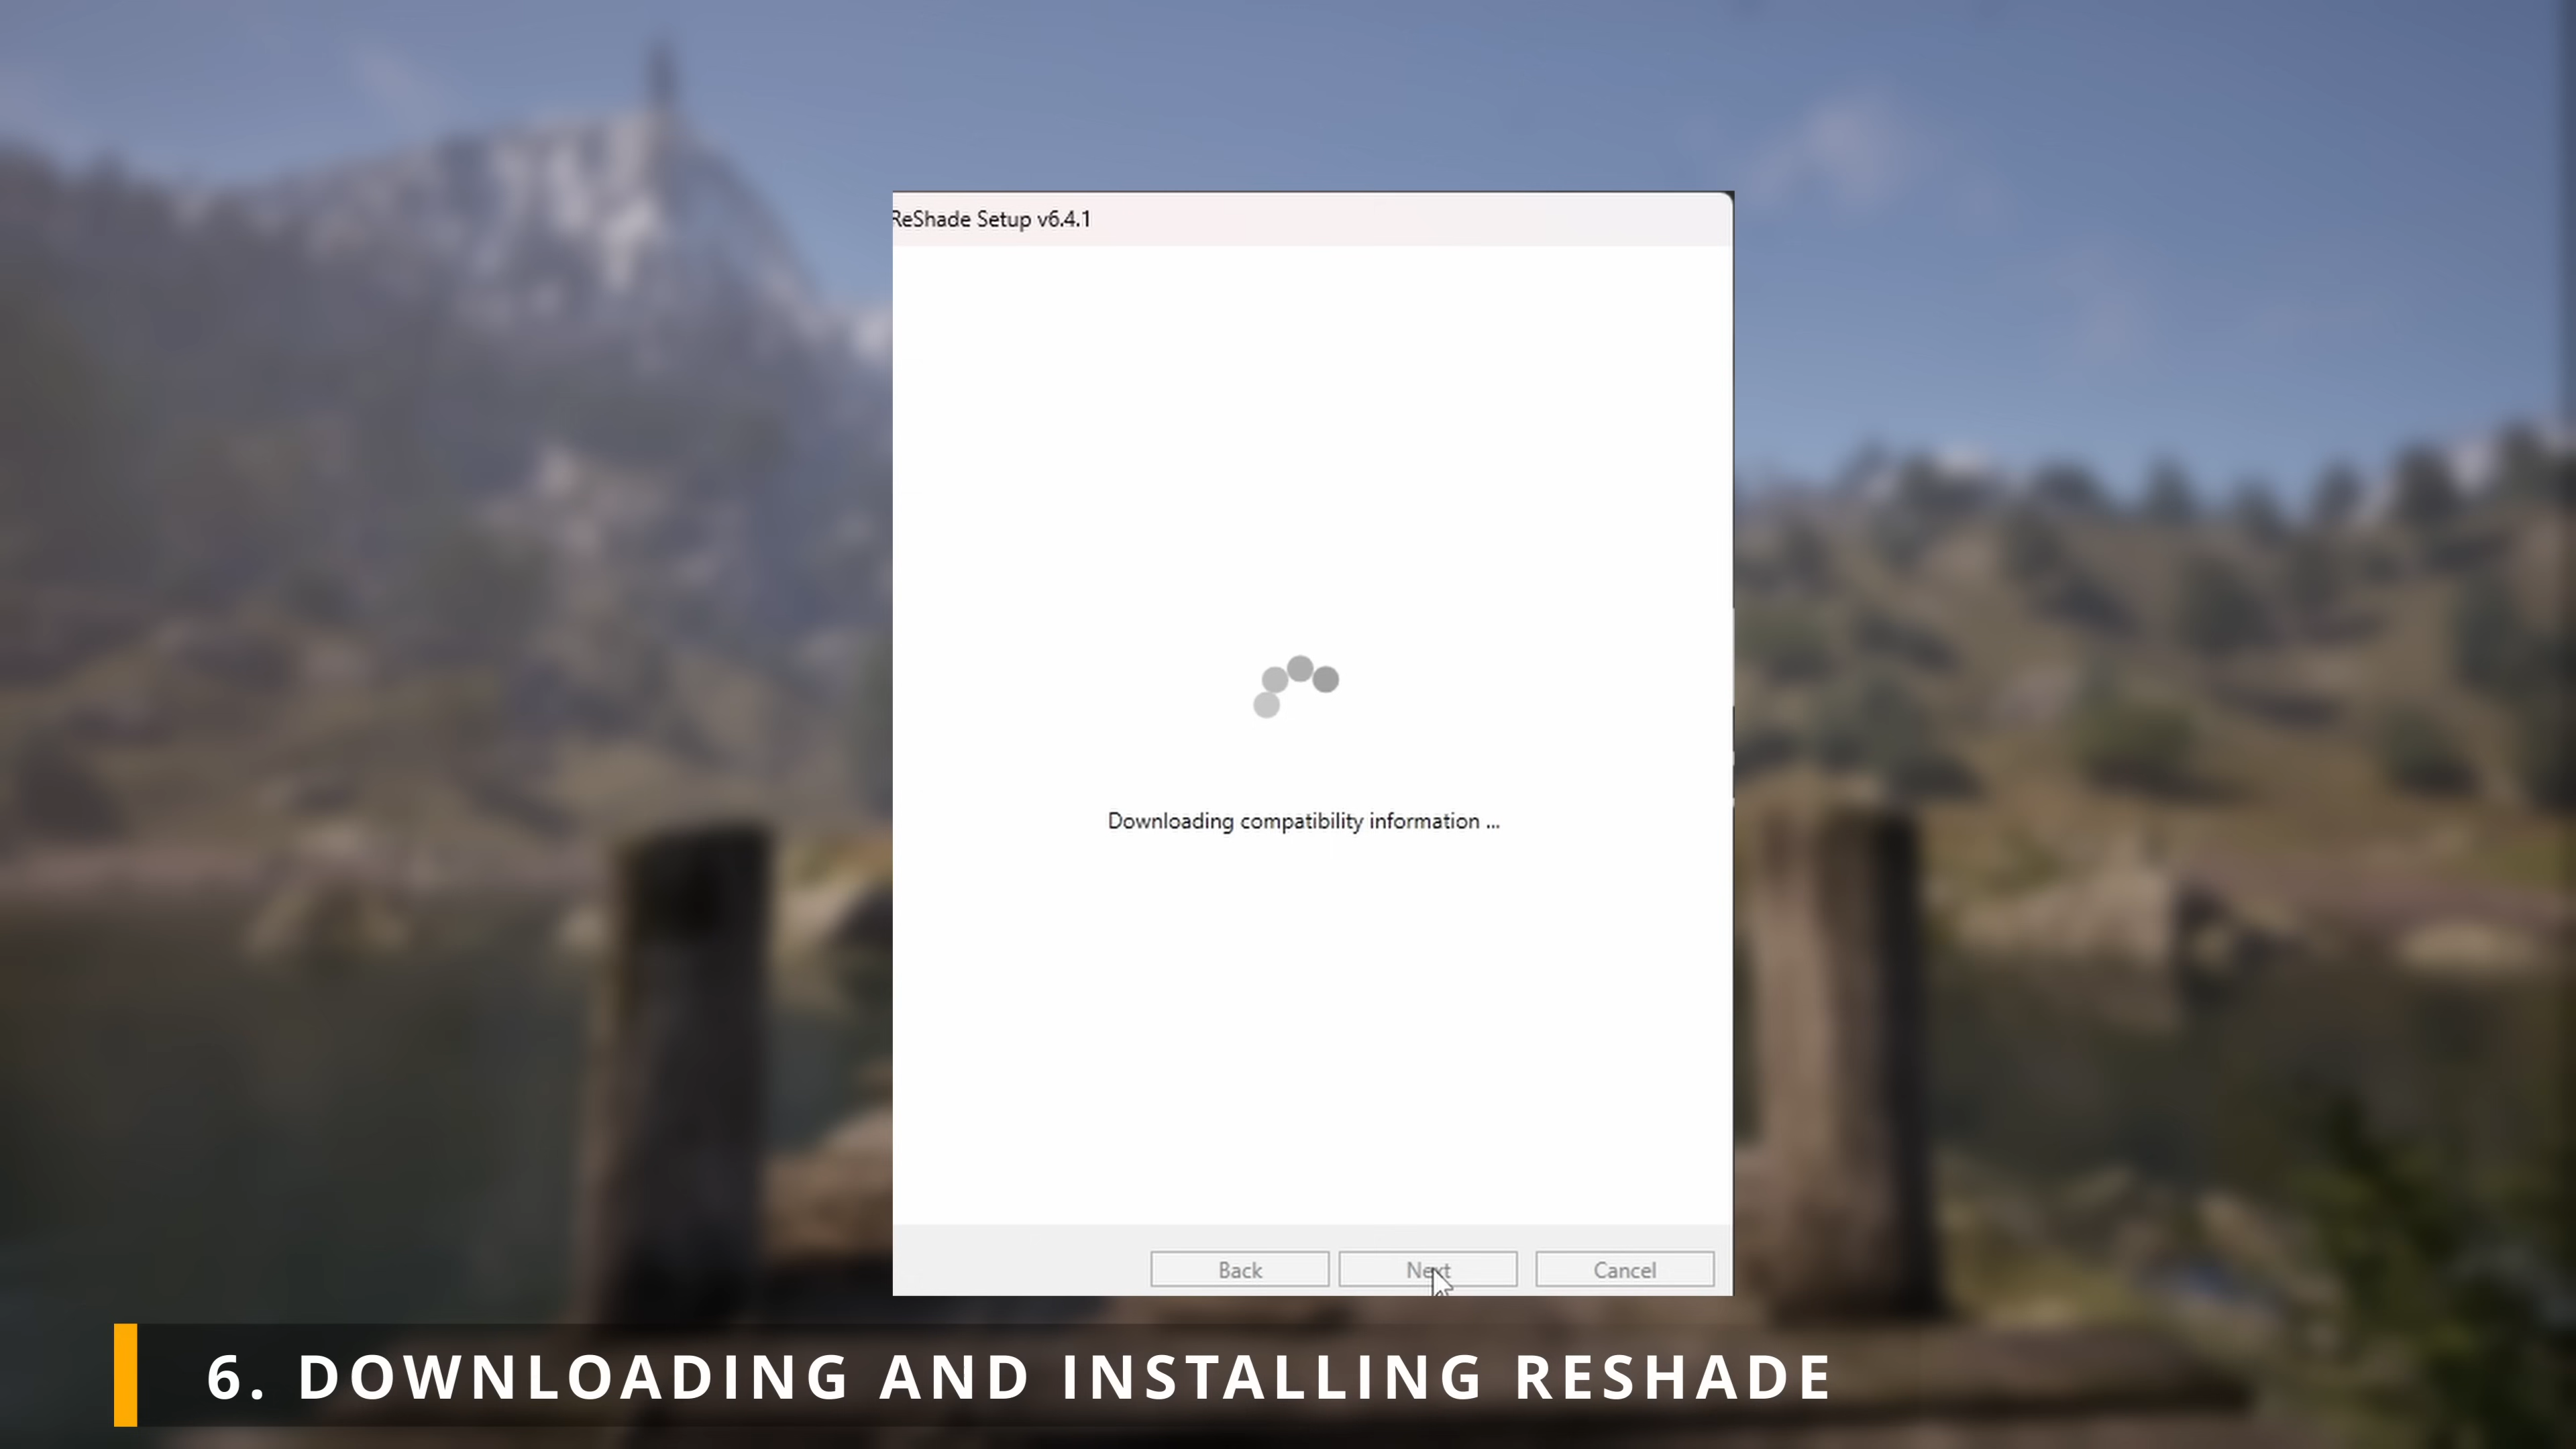 ReShade Setup v6.4.1
Downloading compatibility information ...
Back Next Cancel
6. DOWNLOADING AND INSTALLING RESHADE